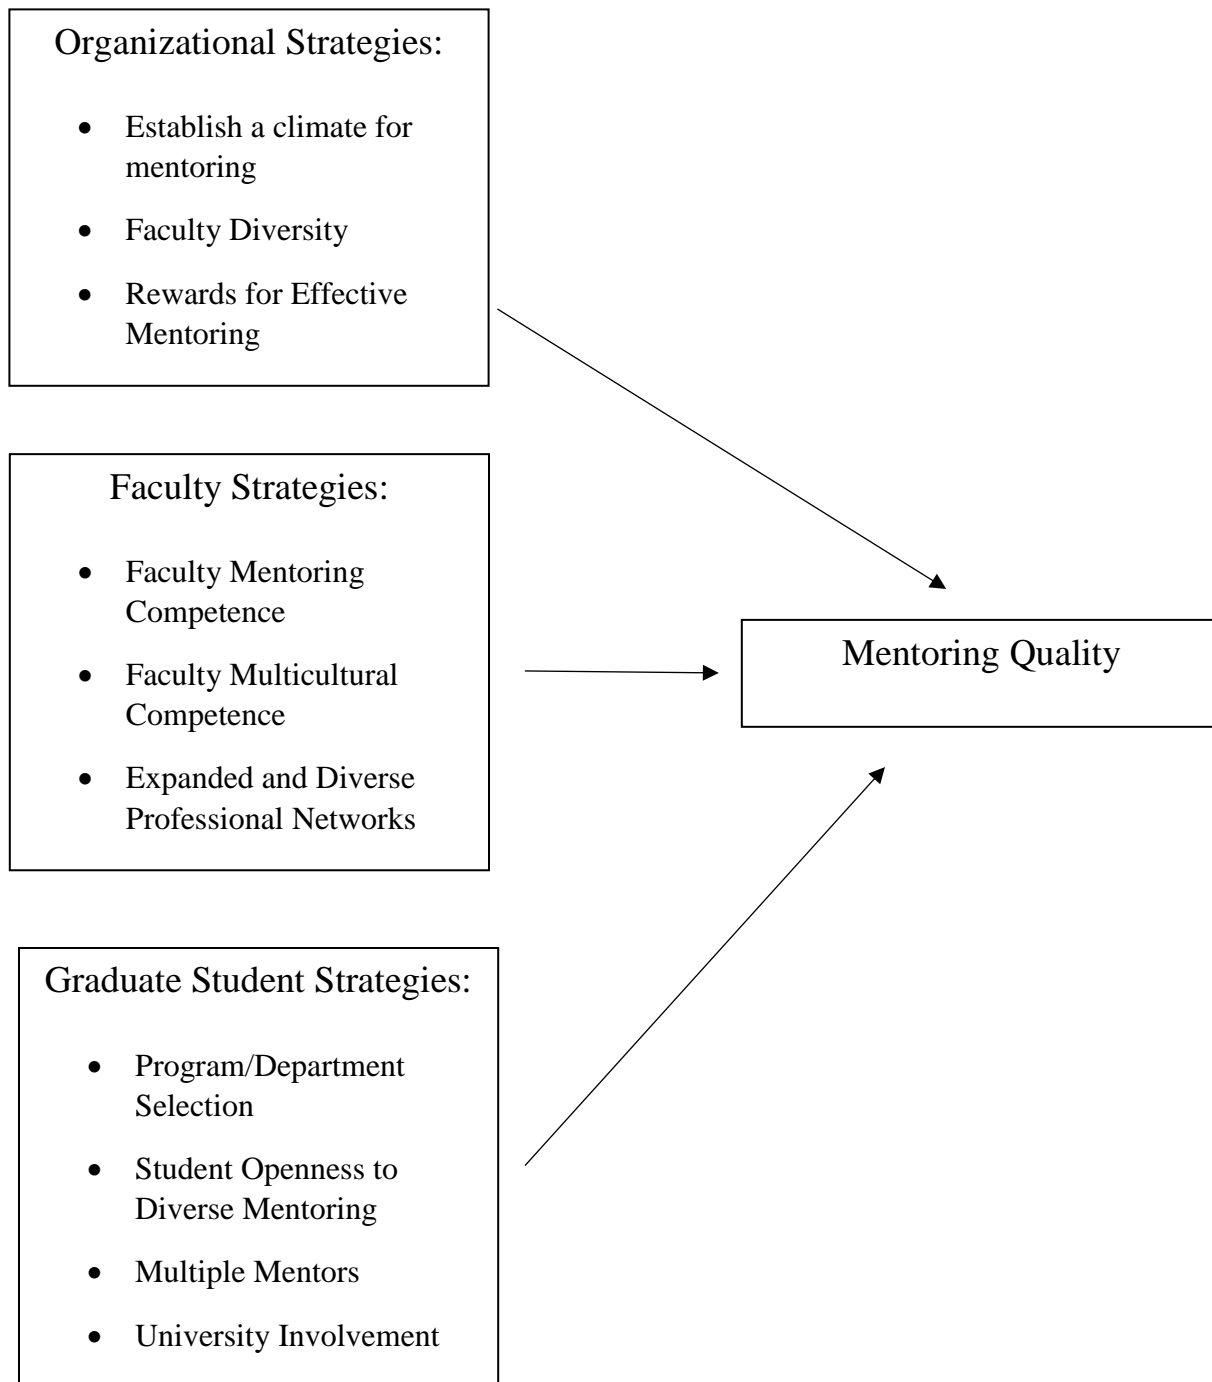 Organizational Strategies:
• Establish a climate for
mentoring
• Faculty Diversity
• Rewards for Effective
Mentoring
Faculty Strategies:
• Faculty Mentoring
Competence
• Faculty Multicultural
Competence
• Expanded and Diverse
Professional Networks
Mentoring Quality
Graduate Student Strategies:
• Program/Department
Selection
• Student Openness to
Diverse Mentoring
• Multiple Mentors
• University Involvement